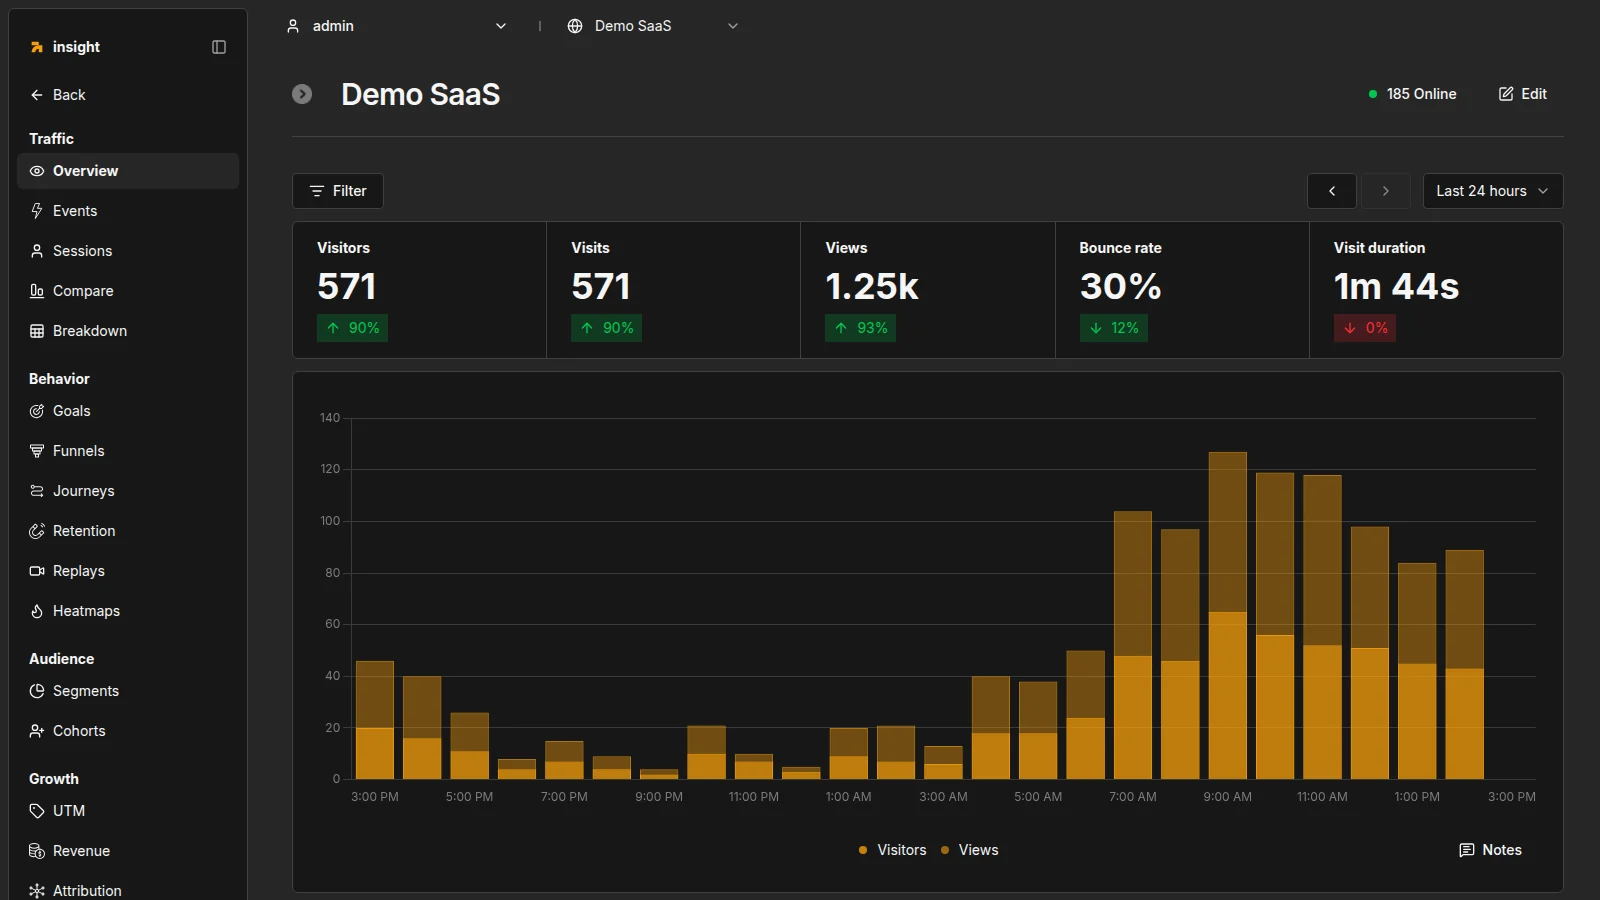 insight
Back
Traffic
Overview
Events
Sessions
Compare
Breakdown
Behavior
Goals
Funnels
Journeys
Retention
Replays
Heatmaps
Audience
Segments
Cohorts
Growth
UTM
Revenue
Attribution
admin
Demo SaaS
Demo SaaS
185 Online
Edit
Filter
Last 24 hours
Visitors
571
90%
Visits
571
90%
Views
1.25k
93%
Bounce rate
30%
12%
Visit duration
1m 44s
0%
140
120
100
80
60
40
20
0
3:00 PM 5:00 PM 7:00 PM 9:00 PM 11:00 PM 1:00 AM 3:00 AM 5:00 AM 7:00 AM 9:00 AM 11:00 AM 1:00 PM 3:00 PM
Visitors Views
Notes